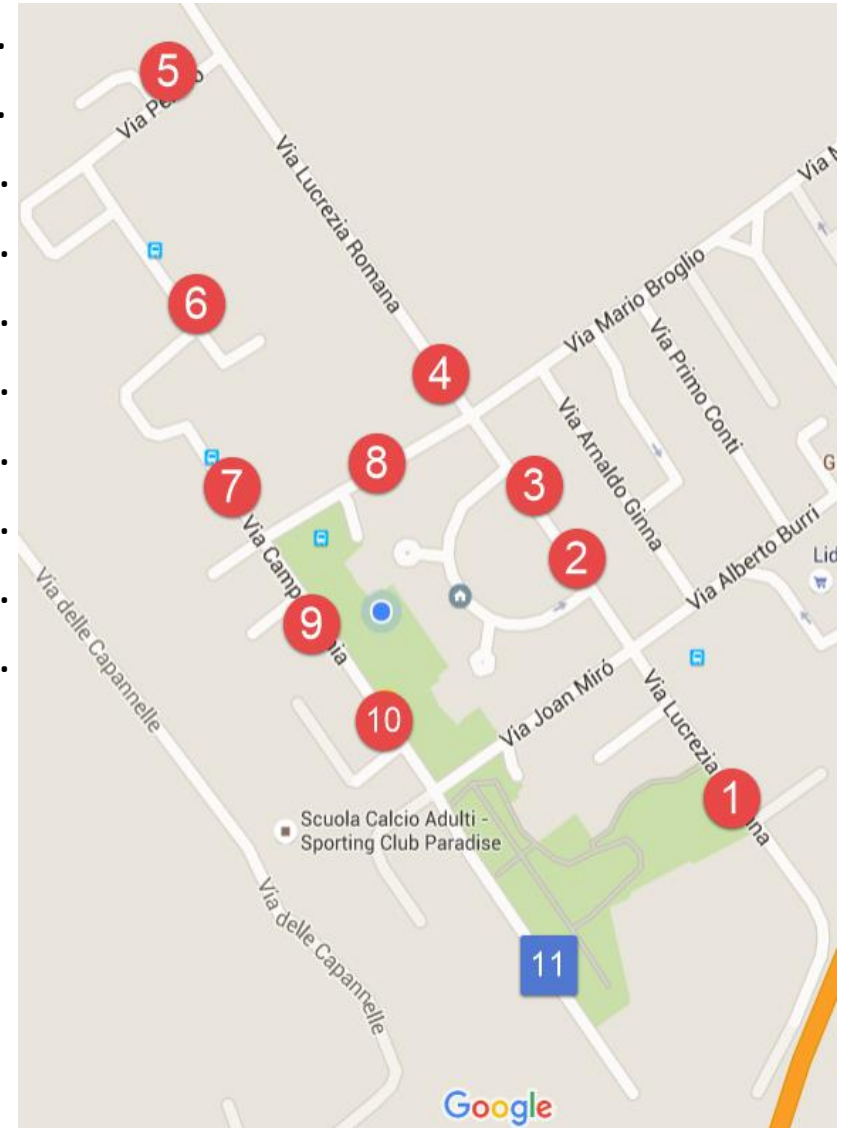 5
Via Pe
Via Lucrezia Romana
Via
6
Via Mario Broglio
4
Via Primo Conti
Via Arnaldo Ginna
8
G
7
3
2
Via Alberto Burri
Via Camp
Lid
Via delle Capannelle
9
10
Via Joan Miró
Via Lucrezia
1
Scuola Calcio Adulti -
Sporting Club Paradise
Via delle Capannelle
11
Google